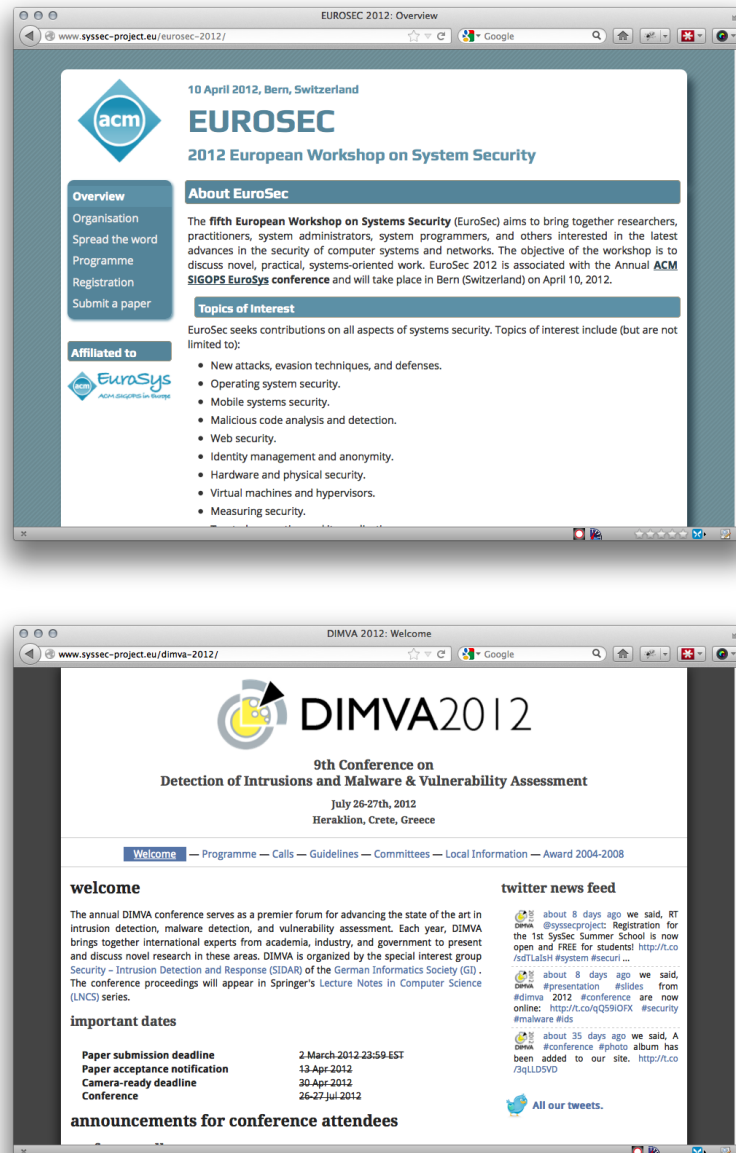 EUROSEC 2012: Overview
www.syssec-project.eu/eurosec-2012/
Google
10 April 2012, Bern, Switzerland
acm
EUROSEC
2012 European Workshop on System Security
Overview
Organisation
Spread the word
Programme
Registration
Submit a paper
Affiliated to
acm EuroSys
ACM SIGOPS in Europe
About EuroSec
The fifth European Workshop on Systems Security (EuroSec) aims to bring together researchers,
practitioners, system administrators, system programmers, and others interested in the latest
advances in the security of computer systems and networks. The objective of the workshop is to
discuss novel, practical, systems-oriented work. EuroSec 2012 is associated with the Annual ACM
SIGOPS EuroSys conference and will take place in Bern (Switzerland) on April 10, 2012.
Topics of Interest
EuroSec seeks contributions on all aspects of systems security. Topics of interest include (but are not
limited to):
• New attacks, evasion techniques, and defenses.
• Operating system security.
• Mobile systems security.
• Malicious code analysis and detection.
• Web security.
• Identity management and anonymity.
• Hardware and physical security.
• Virtual machines and hypervisors.
• Measuring security.
DIMVA 2012: Welcome
www.syssec-project.eu/dimva-2012/
Google
DIMVA2012
9th Conference on
Detection of Intrusions and Malware & Vulnerability Assessment
July 26-27th, 2012
Heraklion, Crete, Greece
Welcome — Programme — Calls — Guidelines — Committees — Local Information — Award 2004-2008
welcome
The annual DIMVA conference serves as a premier forum for advancing the state of the art in
intrusion detection, malware detection, and vulnerability assessment. Each year, DIMVA
brings together international experts from academia, industry, and government to present
and discuss novel research in these areas. DIMVA is organized by the special interest group
Security – Intrusion Detection and Response (SIDAR) of the German Informatics Society (GI) .
The conference proceedings will appear in Springer's Lecture Notes in Computer Science
(LNCS) series.
important dates
Paper submission deadline 2 March 2012 23:59 EST
Paper acceptance notification 13 Apr 2012
Camera-ready deadline 30 Apr 2012
Conference 26-27 Jul 2012
announcements for conference attendees
twitter news feed
about 8 days ago we said, RT
@syssecproject: Registration for
the 1st SysSec Summer School is now
open and FREE for students! http://t.co
/sdTLaIsH #system #securi ...
about 8 days ago we said,
#presentation #slides from
#dimva 2012 #conference are now
online: http://t.co/qQ59iOFX #security
#malware #ids
about 35 days ago we said, A
#conference #photo album has
been added to our site. http://t.co
/3qLLD5VD
All our tweets.